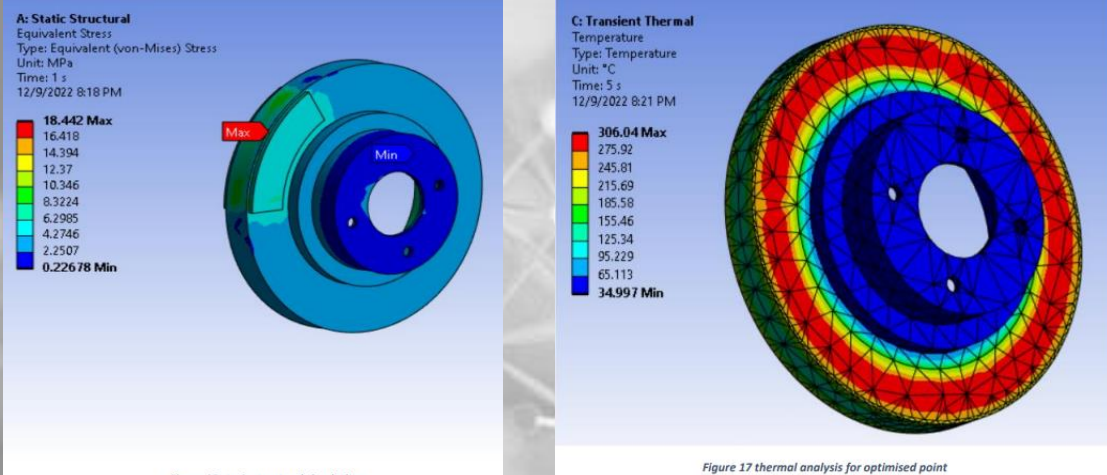 A: Static Structural
Equivalent Stress
Type: Equivalent (von-Mises) Stress
Unit: MPa
Time: 1 s
12/9/2022 8:18 PM
18.442 Max
16.418
14.394
12.37
10.346
8.3224
6.2985
4.2746
2.2507
0.22678 Min
Max
Min
C: Transient Thermal
Temperature
Type: Temperature
Unit: °C
Time: 5 s
12/9/2022 8:21 PM
306.04 Max
275.92
245.81
215.69
185.58
155.46
125.34
95.229
65.113
34.997 Min
Figure 17 thermal analysis for optimised point